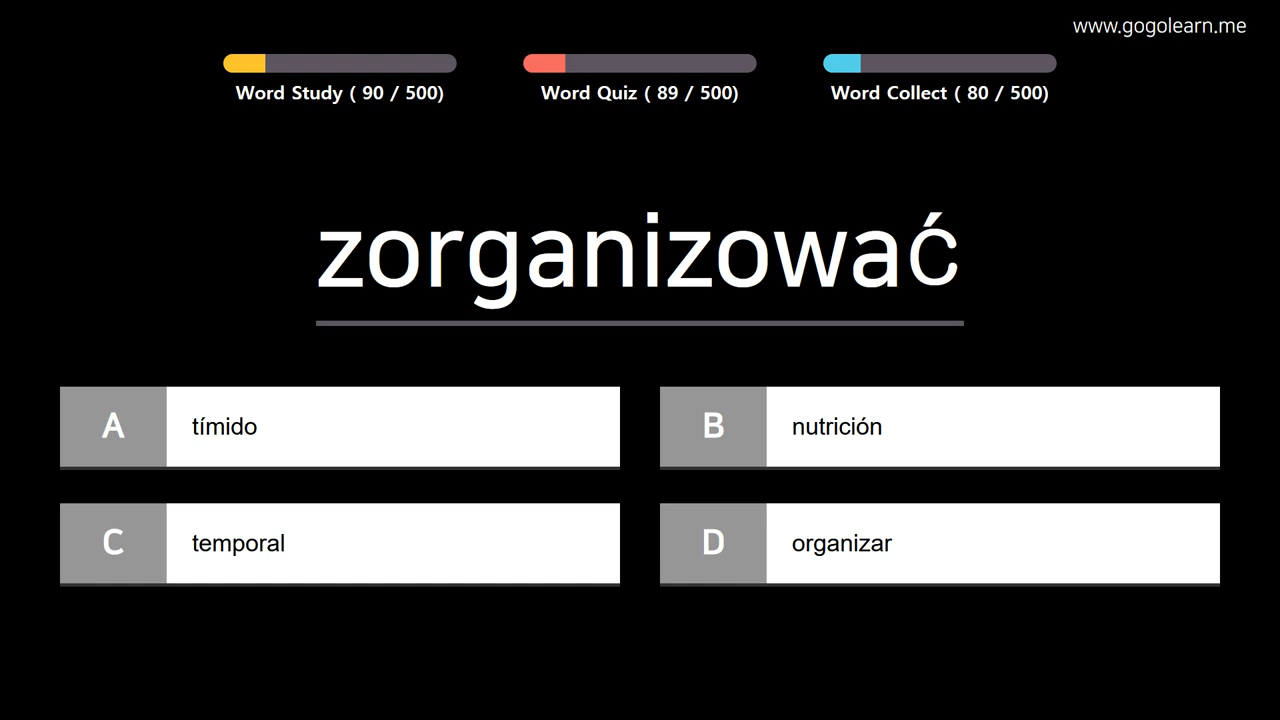 www.gogolearn.me
Word Study ( 90 / 500)
Word Quiz ( 89 / 500)
Word Collect ( 80 / 500)
zorganizować
A tímido
B nutrición
C temporal
D organizar